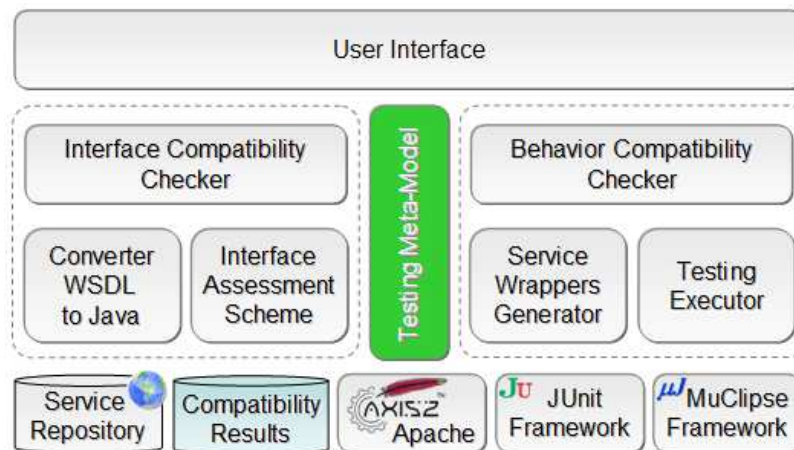 User Interface
Interface Compatibility
Checker
Converter
WSDL
to Java
Interface
Assessment
Scheme
Testing Meta-Model
Behavior Compatibility
Checker
Service
Wrappers
Generator
Testing
Executor
Service
Repository
Compatibility
Results
AXIS2
Apache
JU JUnit
Framework
μJ MuClipse
Framework